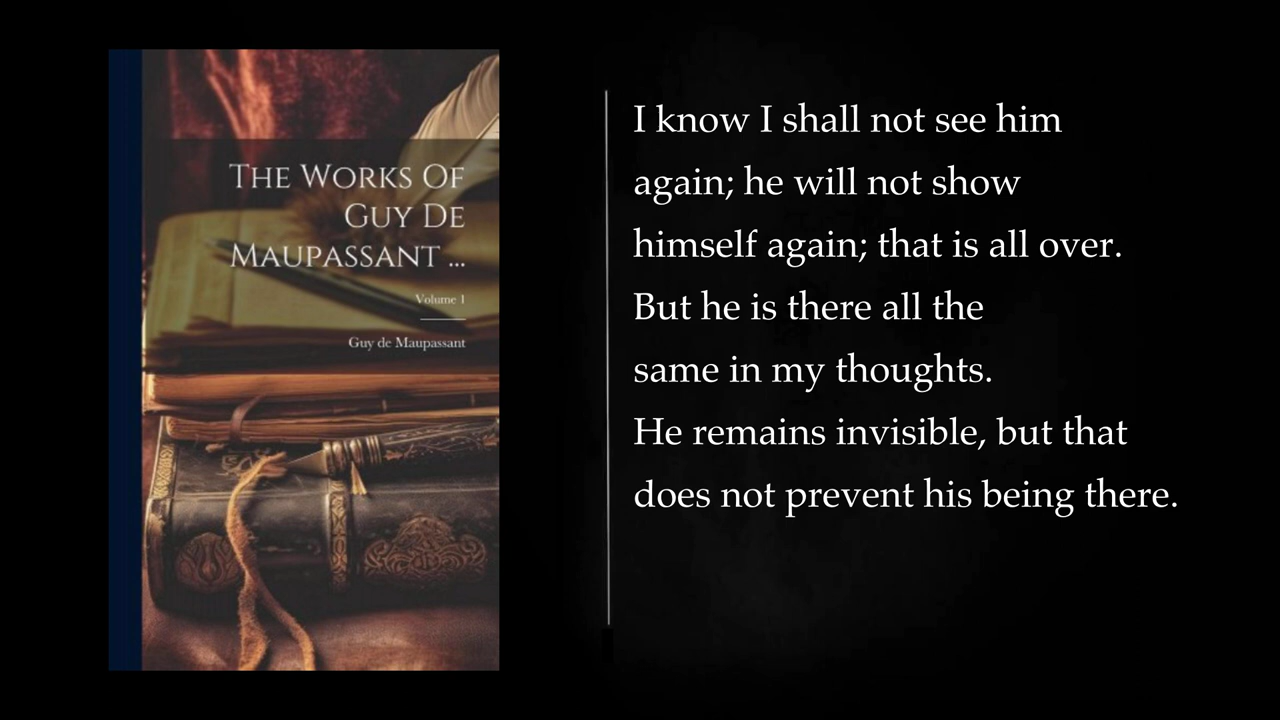 The Works Of
Guy De
Maupassant ...
Volume 1
Guy de Maupassant
I know I shall not see him
again; he will not show
himself again; that is all over.
But he is there all the
same in my thoughts.
He remains invisible, but that
does not prevent his being there.